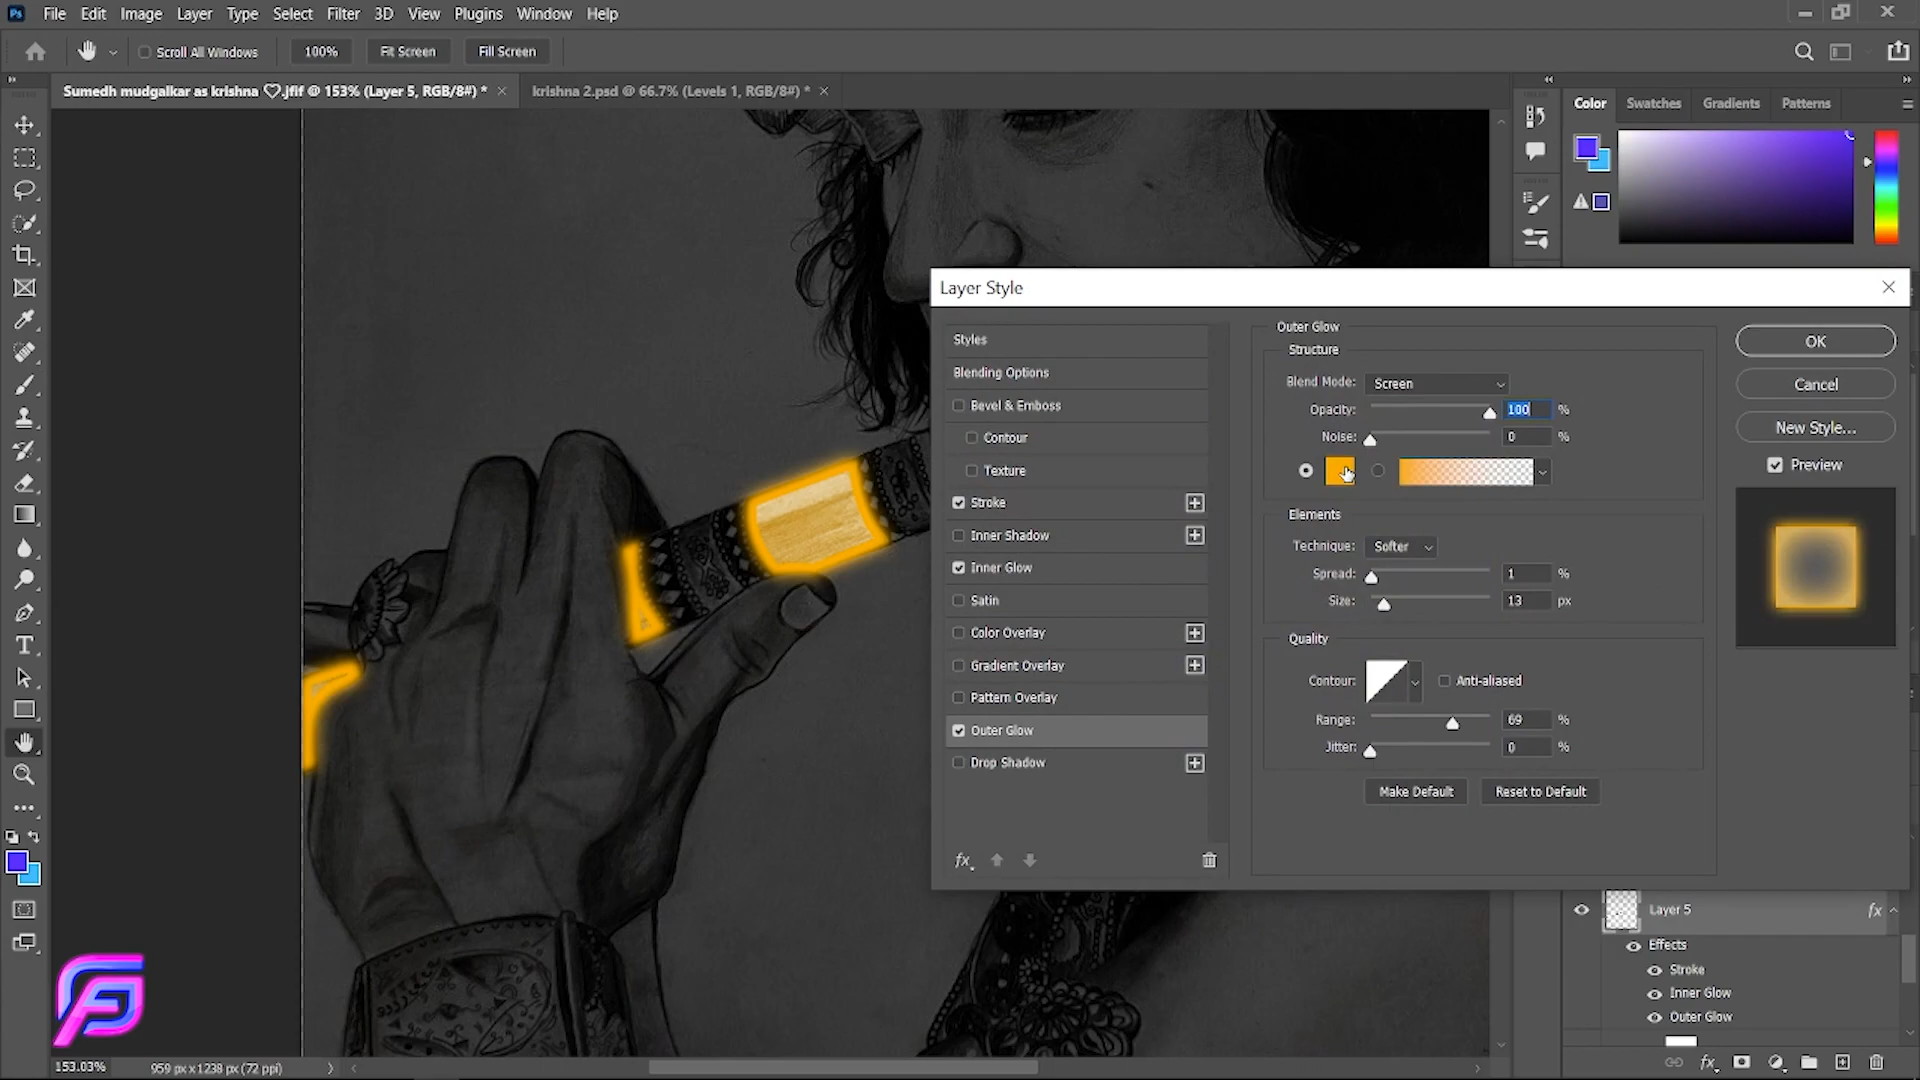 Ps File Edit Image Layer Type Select Filter 3D View Plugins Window Help
Scroll All Windows 100% Fit Screen Fill Screen
Sumedh mudgalkar as krishna ♡.jfif @ 153% (Layer 5, RGB/8#) * krishna 2.psd @ 66.7% (Levels 1, RGB/8#) *
Color Swatches Gradients Patterns
Layer Style
Styles
Blending Options
Bevel & Emboss
Contour
Texture
Stroke
Inner Shadow
Inner Glow
Satin
Color Overlay
Gradient Overlay
Pattern Overlay
Outer Glow
Drop Shadow
fx
Outer Glow
Structure
Blend Mode: Screen
Opacity: 100 %
Noise: 0 %
Elements
Technique: Softer
Spread: 1 %
Size: 13 px
Quality
Contour: Anti-aliased
Range: 69 %
Jitter: 0 %
Make Default Reset to Default
OK
Cancel
New Style...
Preview
Layer 5 fx
Effects
Stroke
Inner Glow
Outer Glow
fx
153.03% 959 px x 1238 px (72 ppi)